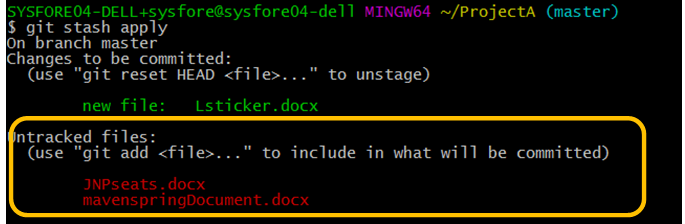 SYSFORE04-DELL+sysfore@sysfore04-dell MINGW64 ~/ProjectA (master)
$ git stash apply
On branch master
Changes to be committed:
(use "git reset HEAD <file>..." to unstage)
new file: Lsticker.docx
Untracked files:
(use "git add <file>..." to include in what will be committed)
JNPseats.docx
mavenspringDocument.docx